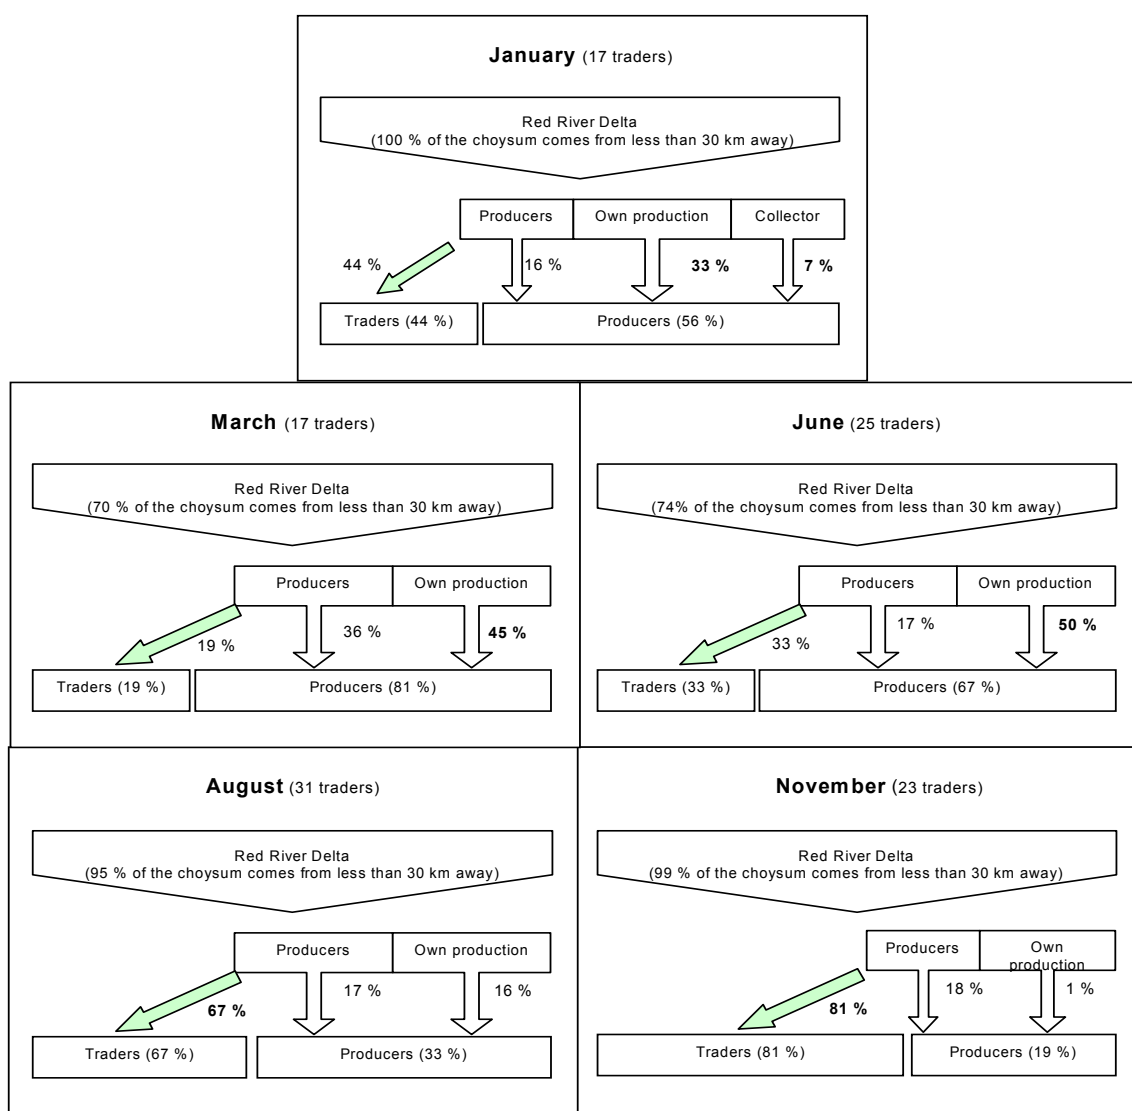 January (17 traders)
Red River Delta
(100 % of the choysum comes from less than 30 km away)
Producers
Own production
Collector
44 %
16 %
33 %
7 %
Traders (44 %)
Producers (56 %)
March (17 traders)
Red River Delta
(70 % of the choysum comes from less than 30 km away)
Producers
Own production
19 %
36 %
45 %
Traders (19 %)
Producers (81 %)
June (25 traders)
Red River Delta
(74% of the choysum comes from less than 30 km away)
Producers
Own production
33 %
17 %
50 %
Traders (33 %)
Producers (67 %)
August (31 traders)
Red River Delta
(95 % of the choysum comes from less than 30 km away)
Producers
Own production
67 %
17 %
16 %
Traders (67 %)
Producers (33 %)
November (23 traders)
Red River Delta
(99 % of the choysum comes from less than 30 km away)
Producers
Own
production
81 %
18 %
1 %
Traders (81 %)
Producers (19 %)